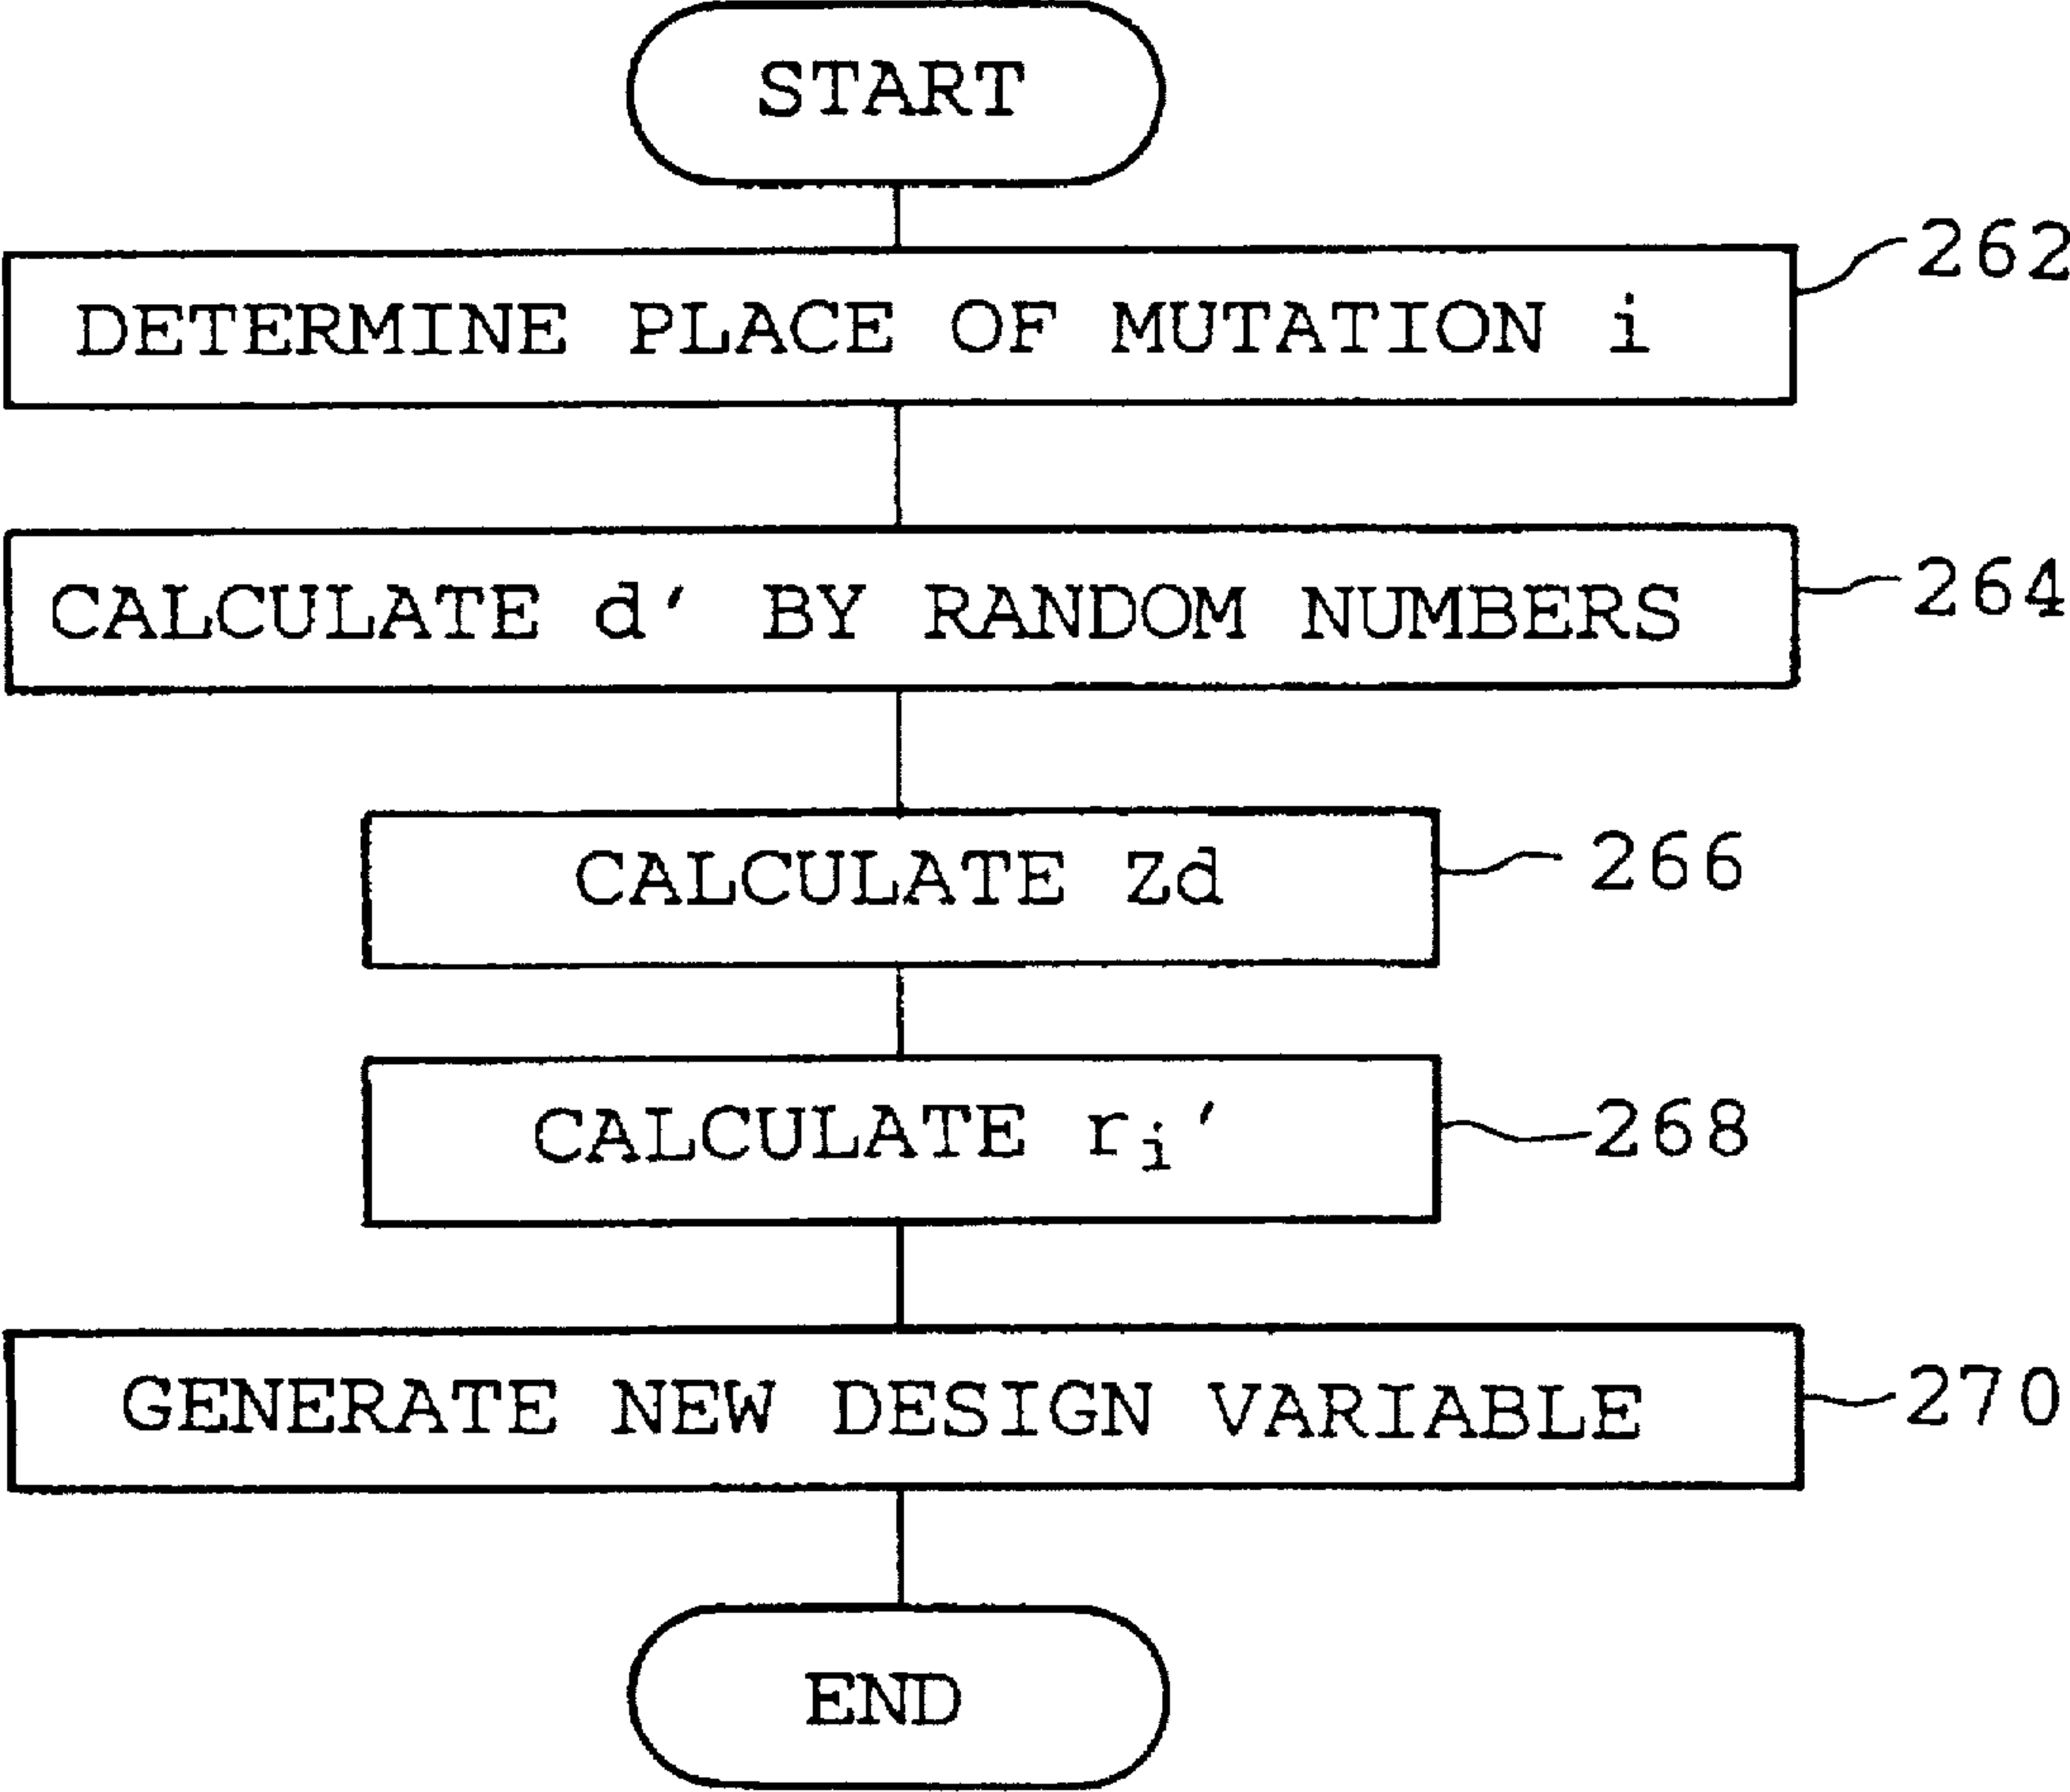 START
262
DETERMINE PLACE OF MUTATION i
264
CALCULATE d′ BY RANDOM NUMBERS
266
CALCULATE Zd
268
CALCULATE rᵢ′
270
GENERATE NEW DESIGN VARIABLE
END